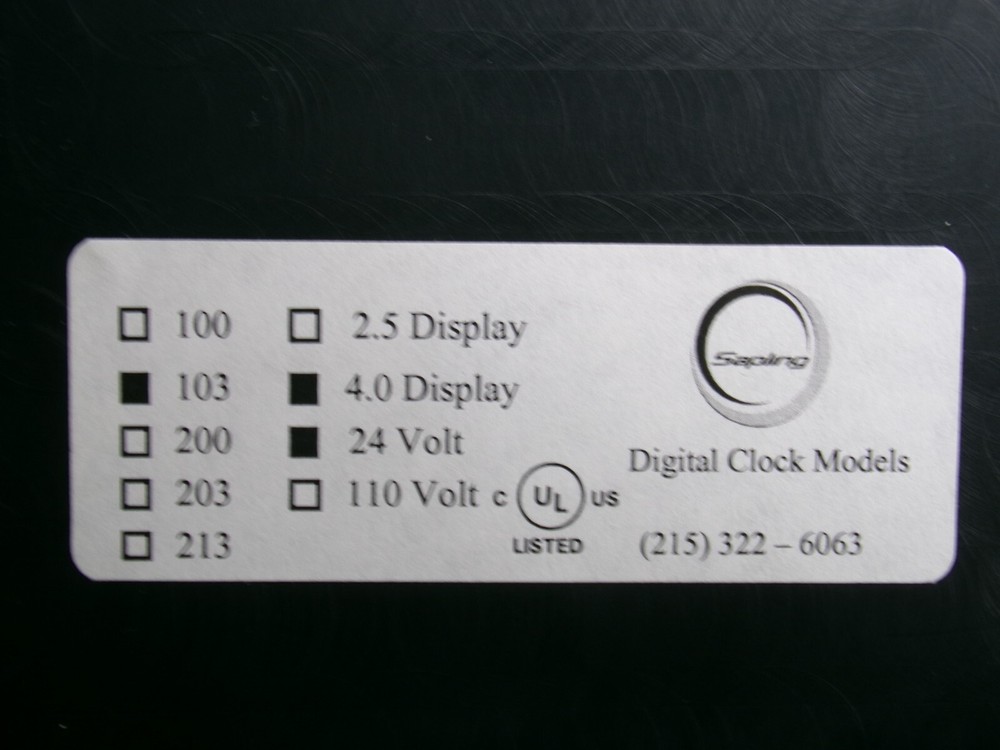 100 2.5 Display
103 4.0 Display
200 24 Volt
203 110 Volt
213
Sapling
Digital Clock Models
c UL US
LISTED
(215) 322 – 6063